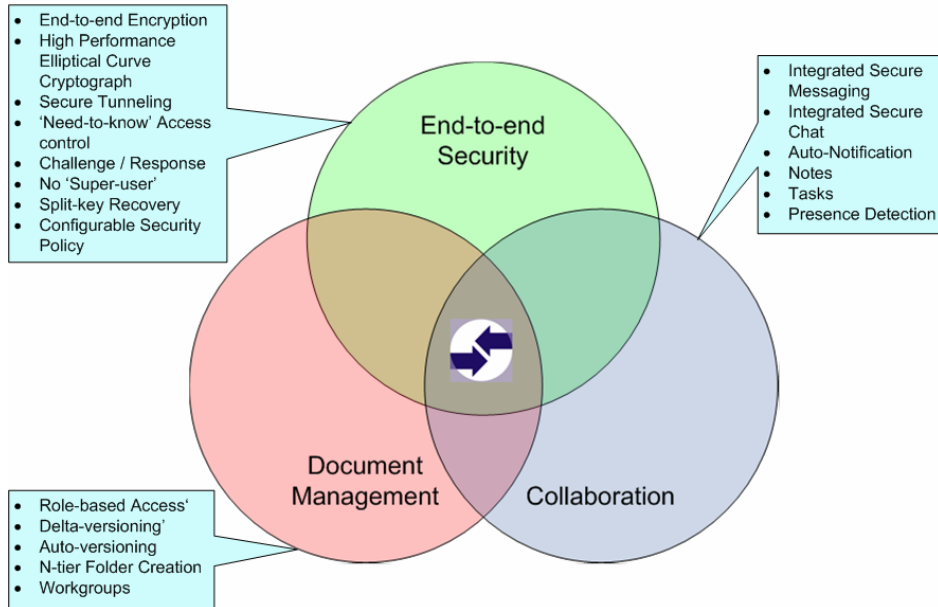 • End-to-end Encryption
• High Performance
Elliptical Curve
Cryptograph
• Secure Tunneling
• ‘Need-to-know’ Access
control
• Challenge / Response
• No ‘Super-user’
• Split-key Recovery
• Configurable Security
Policy
End-to-end
Security
• Integrated Secure
Messaging
• Integrated Secure
Chat
• Auto-Notification
• Notes
• Tasks
• Presence Detection
Document
Management
Collaboration
• Role-based Access‘
• Delta-versioning’
• Auto-versioning
• N-tier Folder Creation
• Workgroups